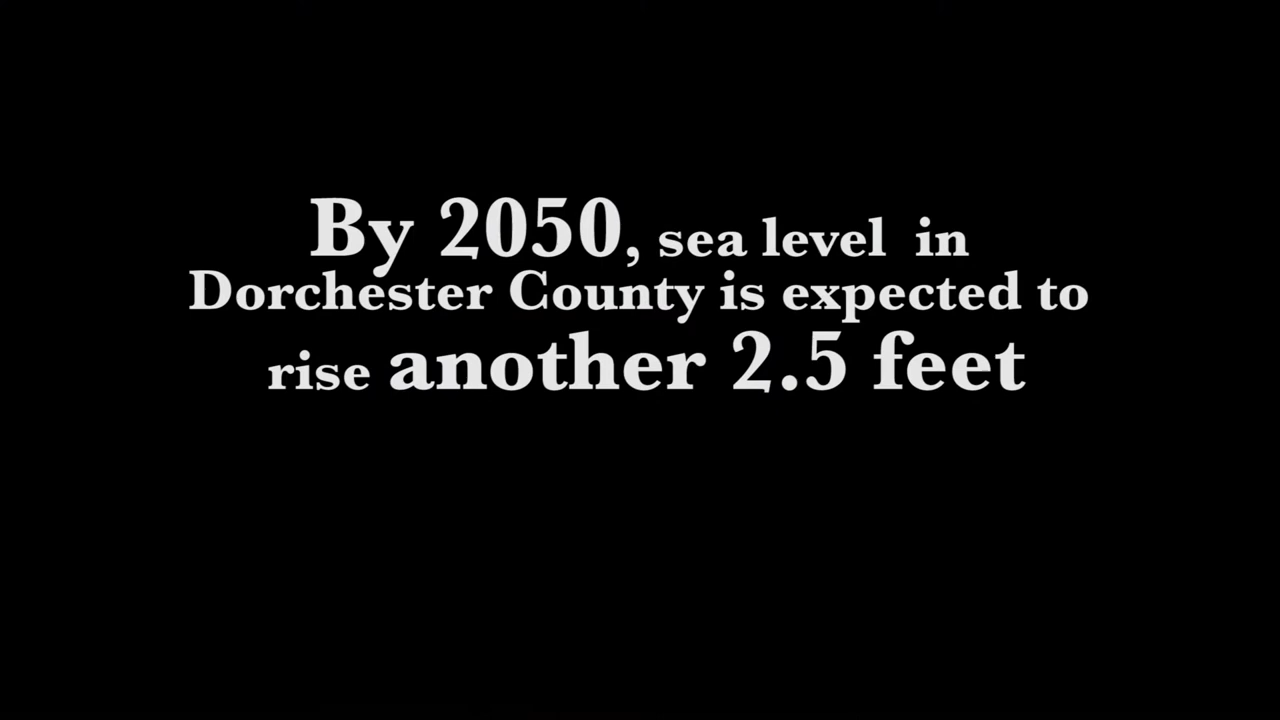 By 2050, sea level  in
Dorchester County is expected to
rise another 2.5 feet